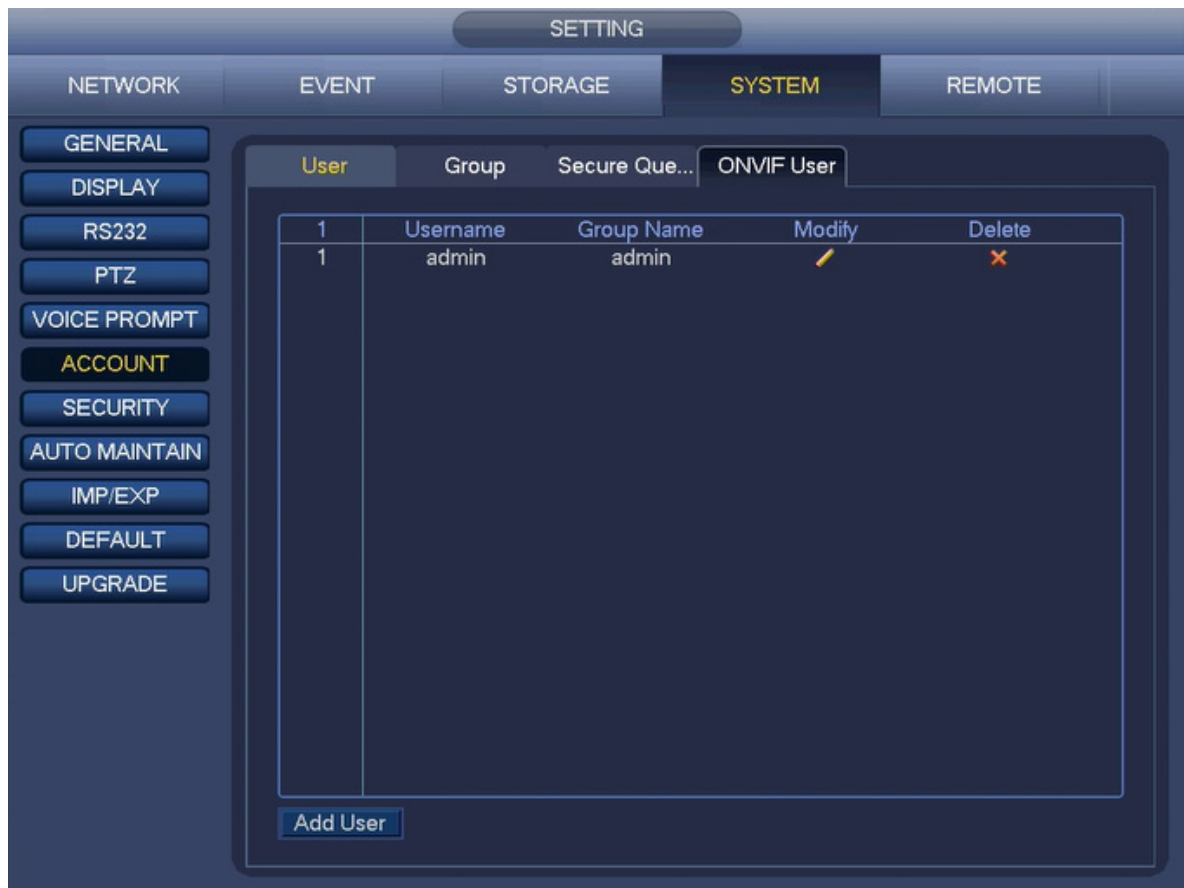 SETTING
NETWORK EVENT STORAGE SYSTEM REMOTE
GENERAL
DISPLAY
RS232
PTZ
VOICE PROMPT
ACCOUNT
SECURITY
AUTO MAINTAIN
IMP/EXP
DEFAULT
UPGRADE
User Group Secure Que... ONVIF User
1 Username Group Name Modify Delete
1 admin admin
Add User